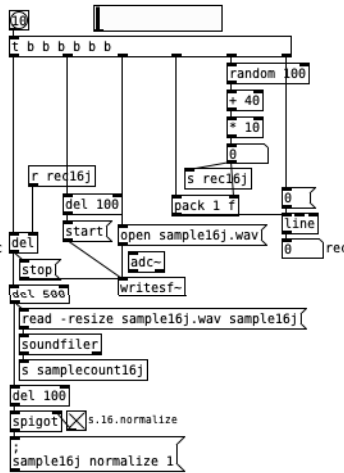 10
t b b b b b b
random 100
+ 40
* 10
0
r rec16j
s rec16j
del 100
pack 1 f
0
start
open sample16j.wav
line
del
adc~
0
rec
stop
writesf~
del 500
read -resize sample16j.wav sample16j
soundfiler
s samplecount16j
del 100
spigot
s.16.normalize
;
sample16j normalize 1